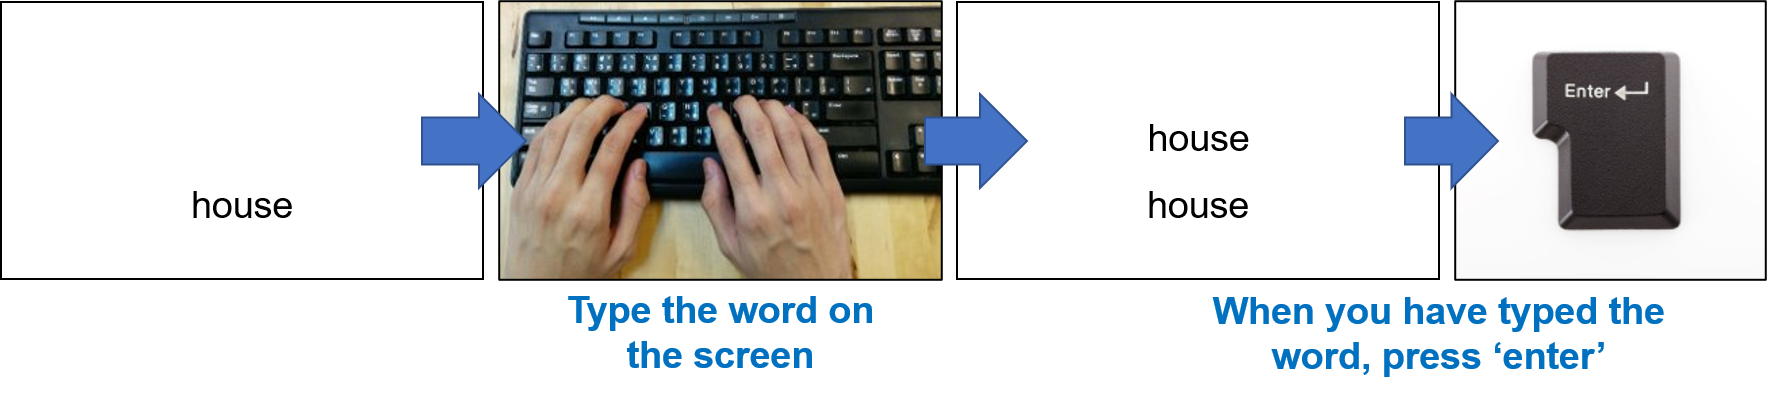 house
house
house
Enter
Type the word on
the screen
When you have typed the
word, press ‘enter’